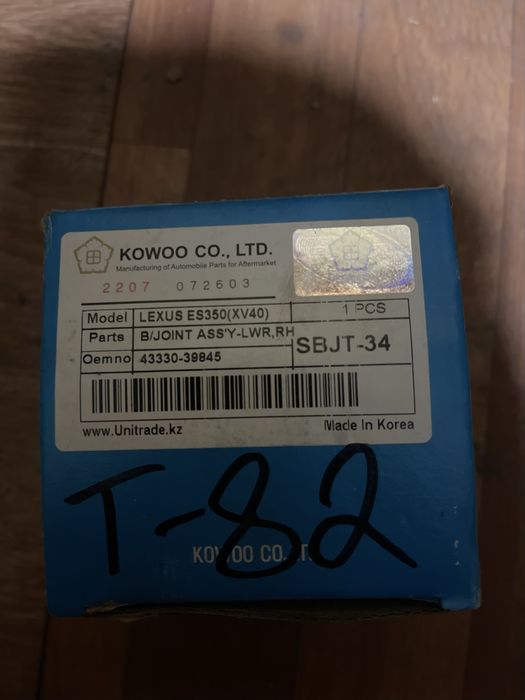 KOWOO CO., LTD.
Manufacturing of Automobile Parts for Aftermarket
2207 072603
Model LEXUS ES350(XV40) 1 PCS
Parts B/JOINT ASS'Y-LWR,RH SBJT-34
Oemno 43330-39845
www.Unitrade.kz Made In Korea
T-82
KOWOO CO., LTD.